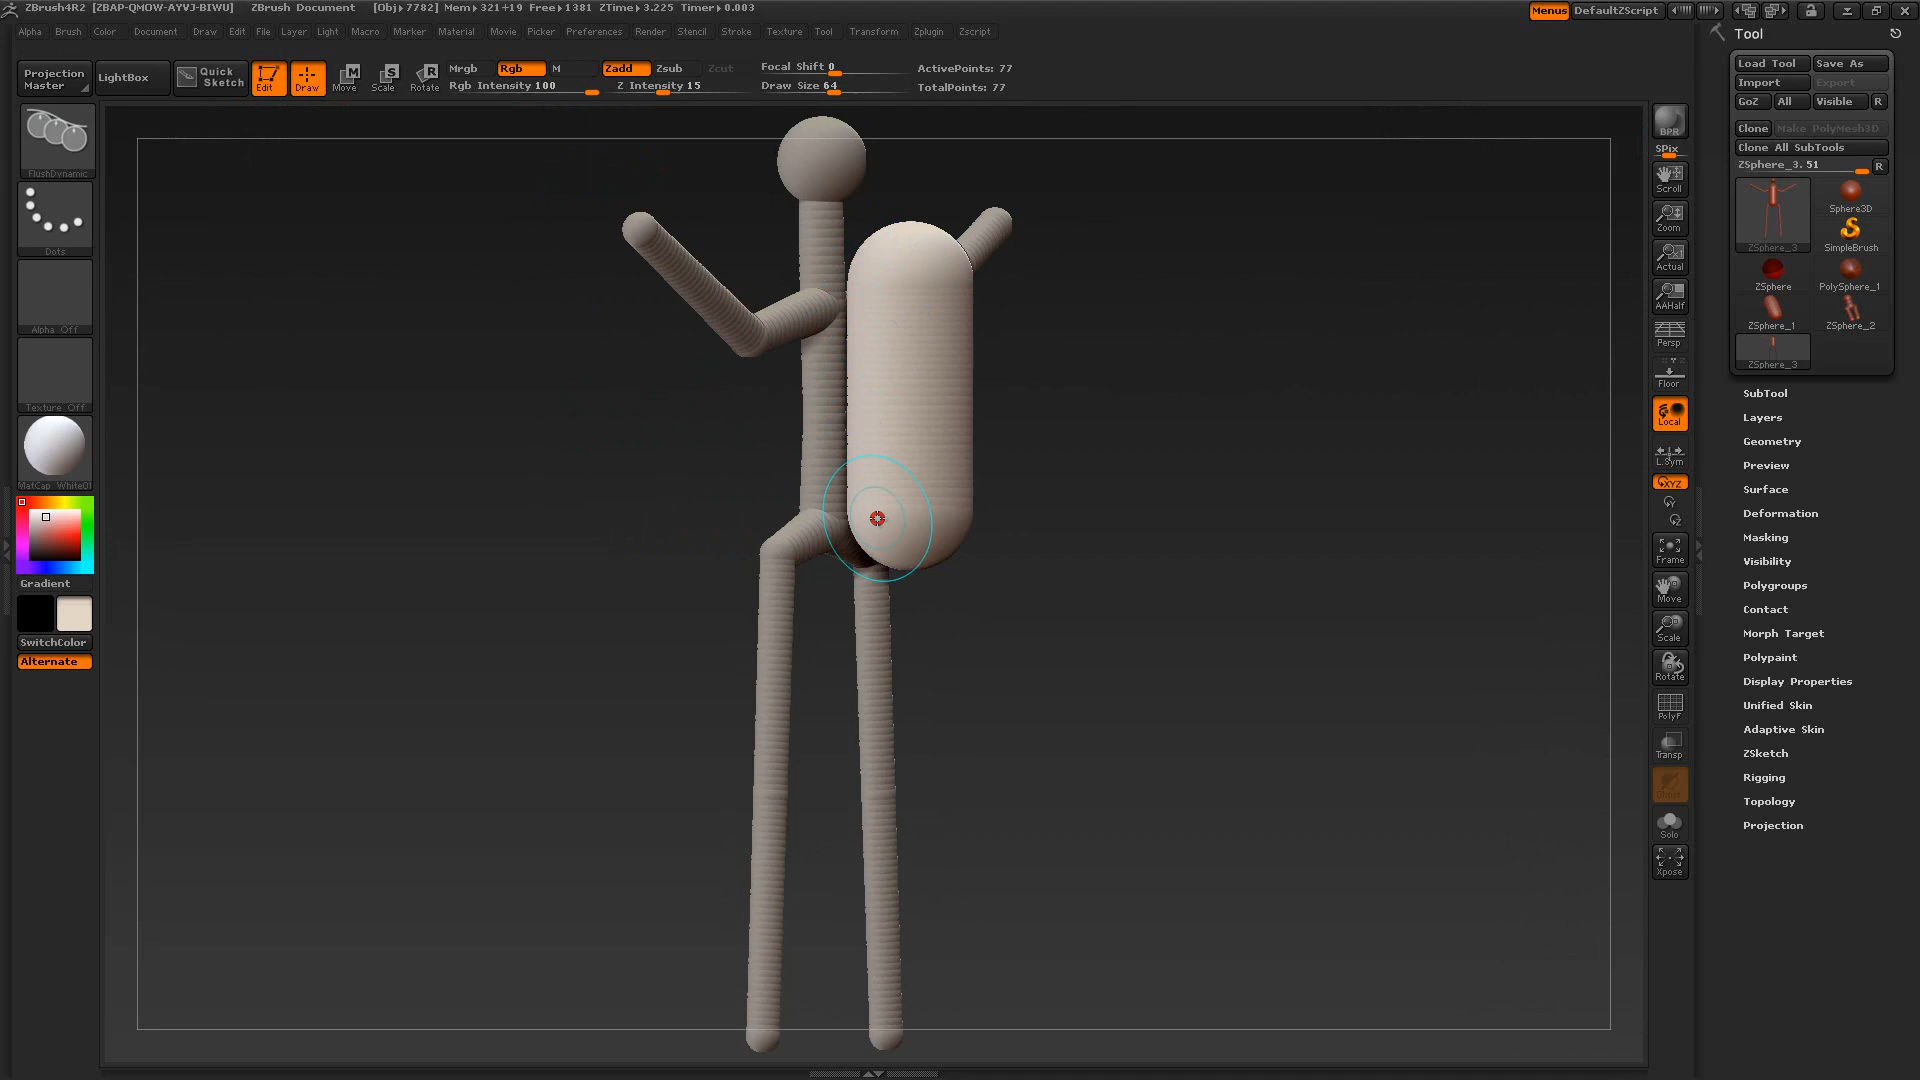 ZBrush4R2 [ZBAP-QMOW-AYVJ-BIWU] ZBrush Document [Obj▸7782] Mem▸321+19 Free▸1381 ZTime▸3.225 Timer▸0.003
Menus DefaultZScript
Alpha Brush Color Document Draw Edit File Layer Light Macro Marker Material Movie Picker Preferences Render Stencil Stroke Texture Tool Transform Zplugin Zscript
Tool
Projection Master
LightBox
Quick Sketch
Edit Draw Move Scale Rotate
Mrgb Rgb M
Rgb Intensity 100
Zadd Zsub Zcut
Z Intensity 15
Focal Shift 0
Draw Size 64
ActivePoints: 77
TotalPoints: 77
FlushDynamic
Dots
Alpha Off
Texture Off
MatCap White01
Gradient
SwitchColor
Alternate
BPR
SPix
Scroll
Zoom
Actual
AAHalf
Persp
Floor
Local
L.Sym
XYZ
Y
Z
Frame
Move
Scale
Rotate
PolyF
Transp
Ghost
Solo
Xpose
Load Tool Save As
Import Export
GoZ All Visible R
Clone Make PolyMesh3D
Clone All SubTools
ZSphere_3. 51 R
ZSphere_3
Sphere3D
SimpleBrush
ZSphere PolySphere_1
ZSphere_1 ZSphere_2
ZSphere_3
SubTool
Layers
Geometry
Preview
Surface
Deformation
Masking
Visibility
Polygroups
Contact
Morph Target
Polypaint
Display Properties
Unified Skin
Adaptive Skin
ZSketch
Rigging
Topology
Projection